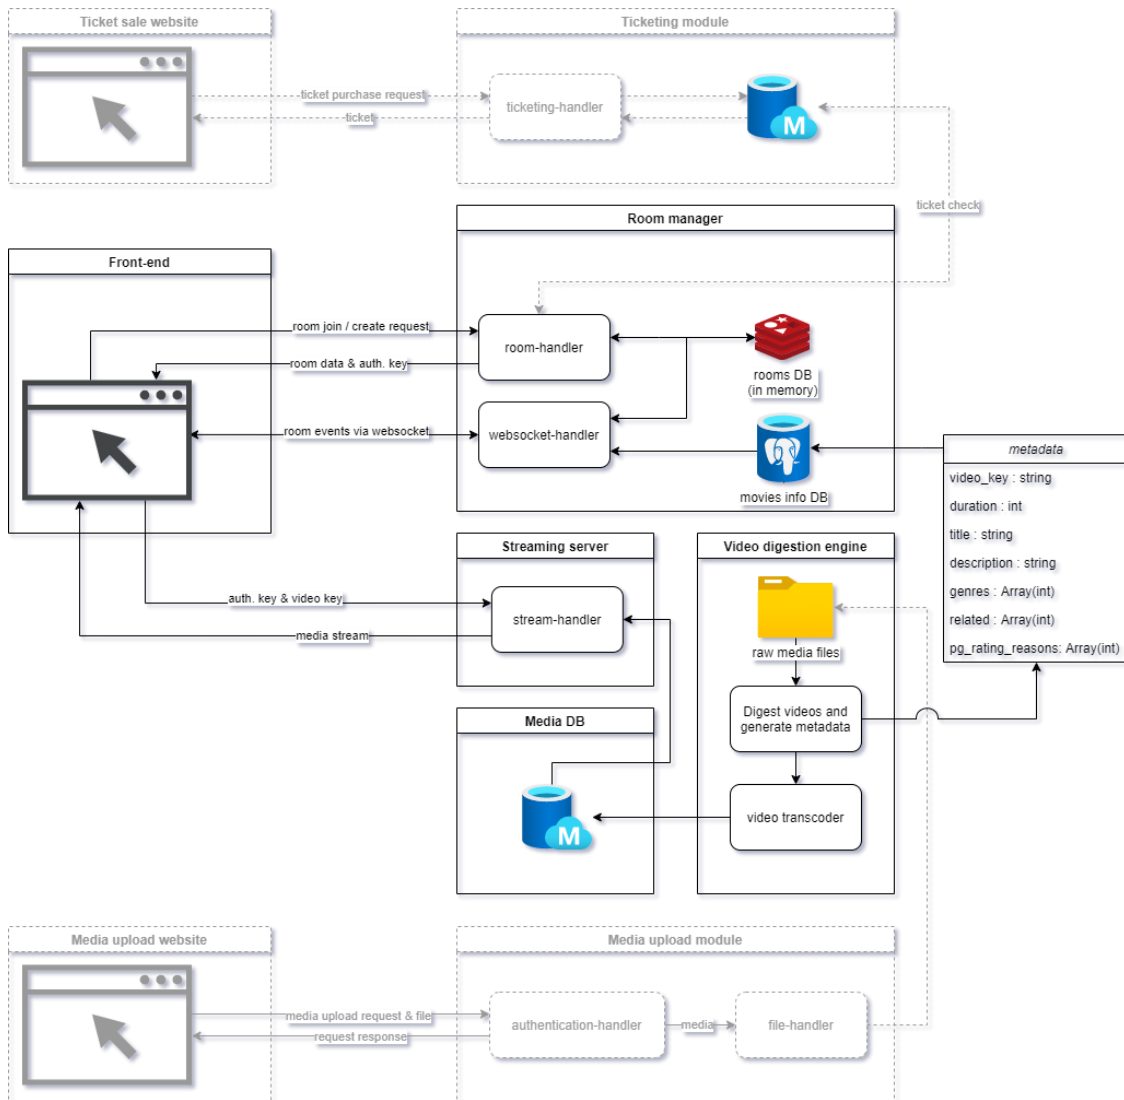 Ticket sale website
Ticketing module
ticket purchase request
ticket
ticketing-handler
M
ticket check
Room manager
Front-end
room join / create request
room data & auth. key
room-handler
rooms DB
(in memory)
room events via websocket
websocket-handler
movies info DB
metadata
video_key : string
duration : int
title : string
description : string
genres : Array(int)
related : Array(int)
pg_rating_reasons: Array(int)
Streaming server
Video digestion engine
auth. key & video key
media stream
stream-handler
raw media files
Digest videos and
generate metadata
Media DB
M
video transcoder
Media upload website
Media upload module
media upload request & file
request response
authentication-handler
media
file-handler